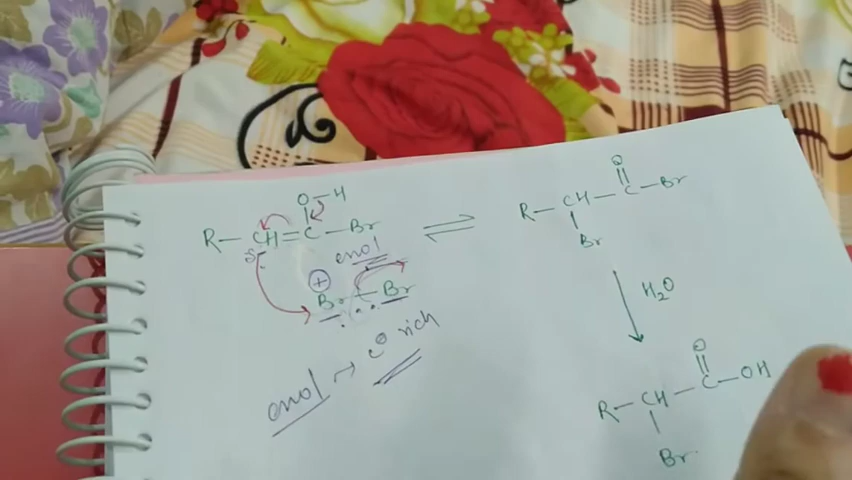 O-H
R-CH=C-Br
δ-
enol
⊕
Br-Br
enol → e⊖ rich
⇌
O
R-CH-C-Br
Br
H₂O
O
R-CH-C-OH
Br